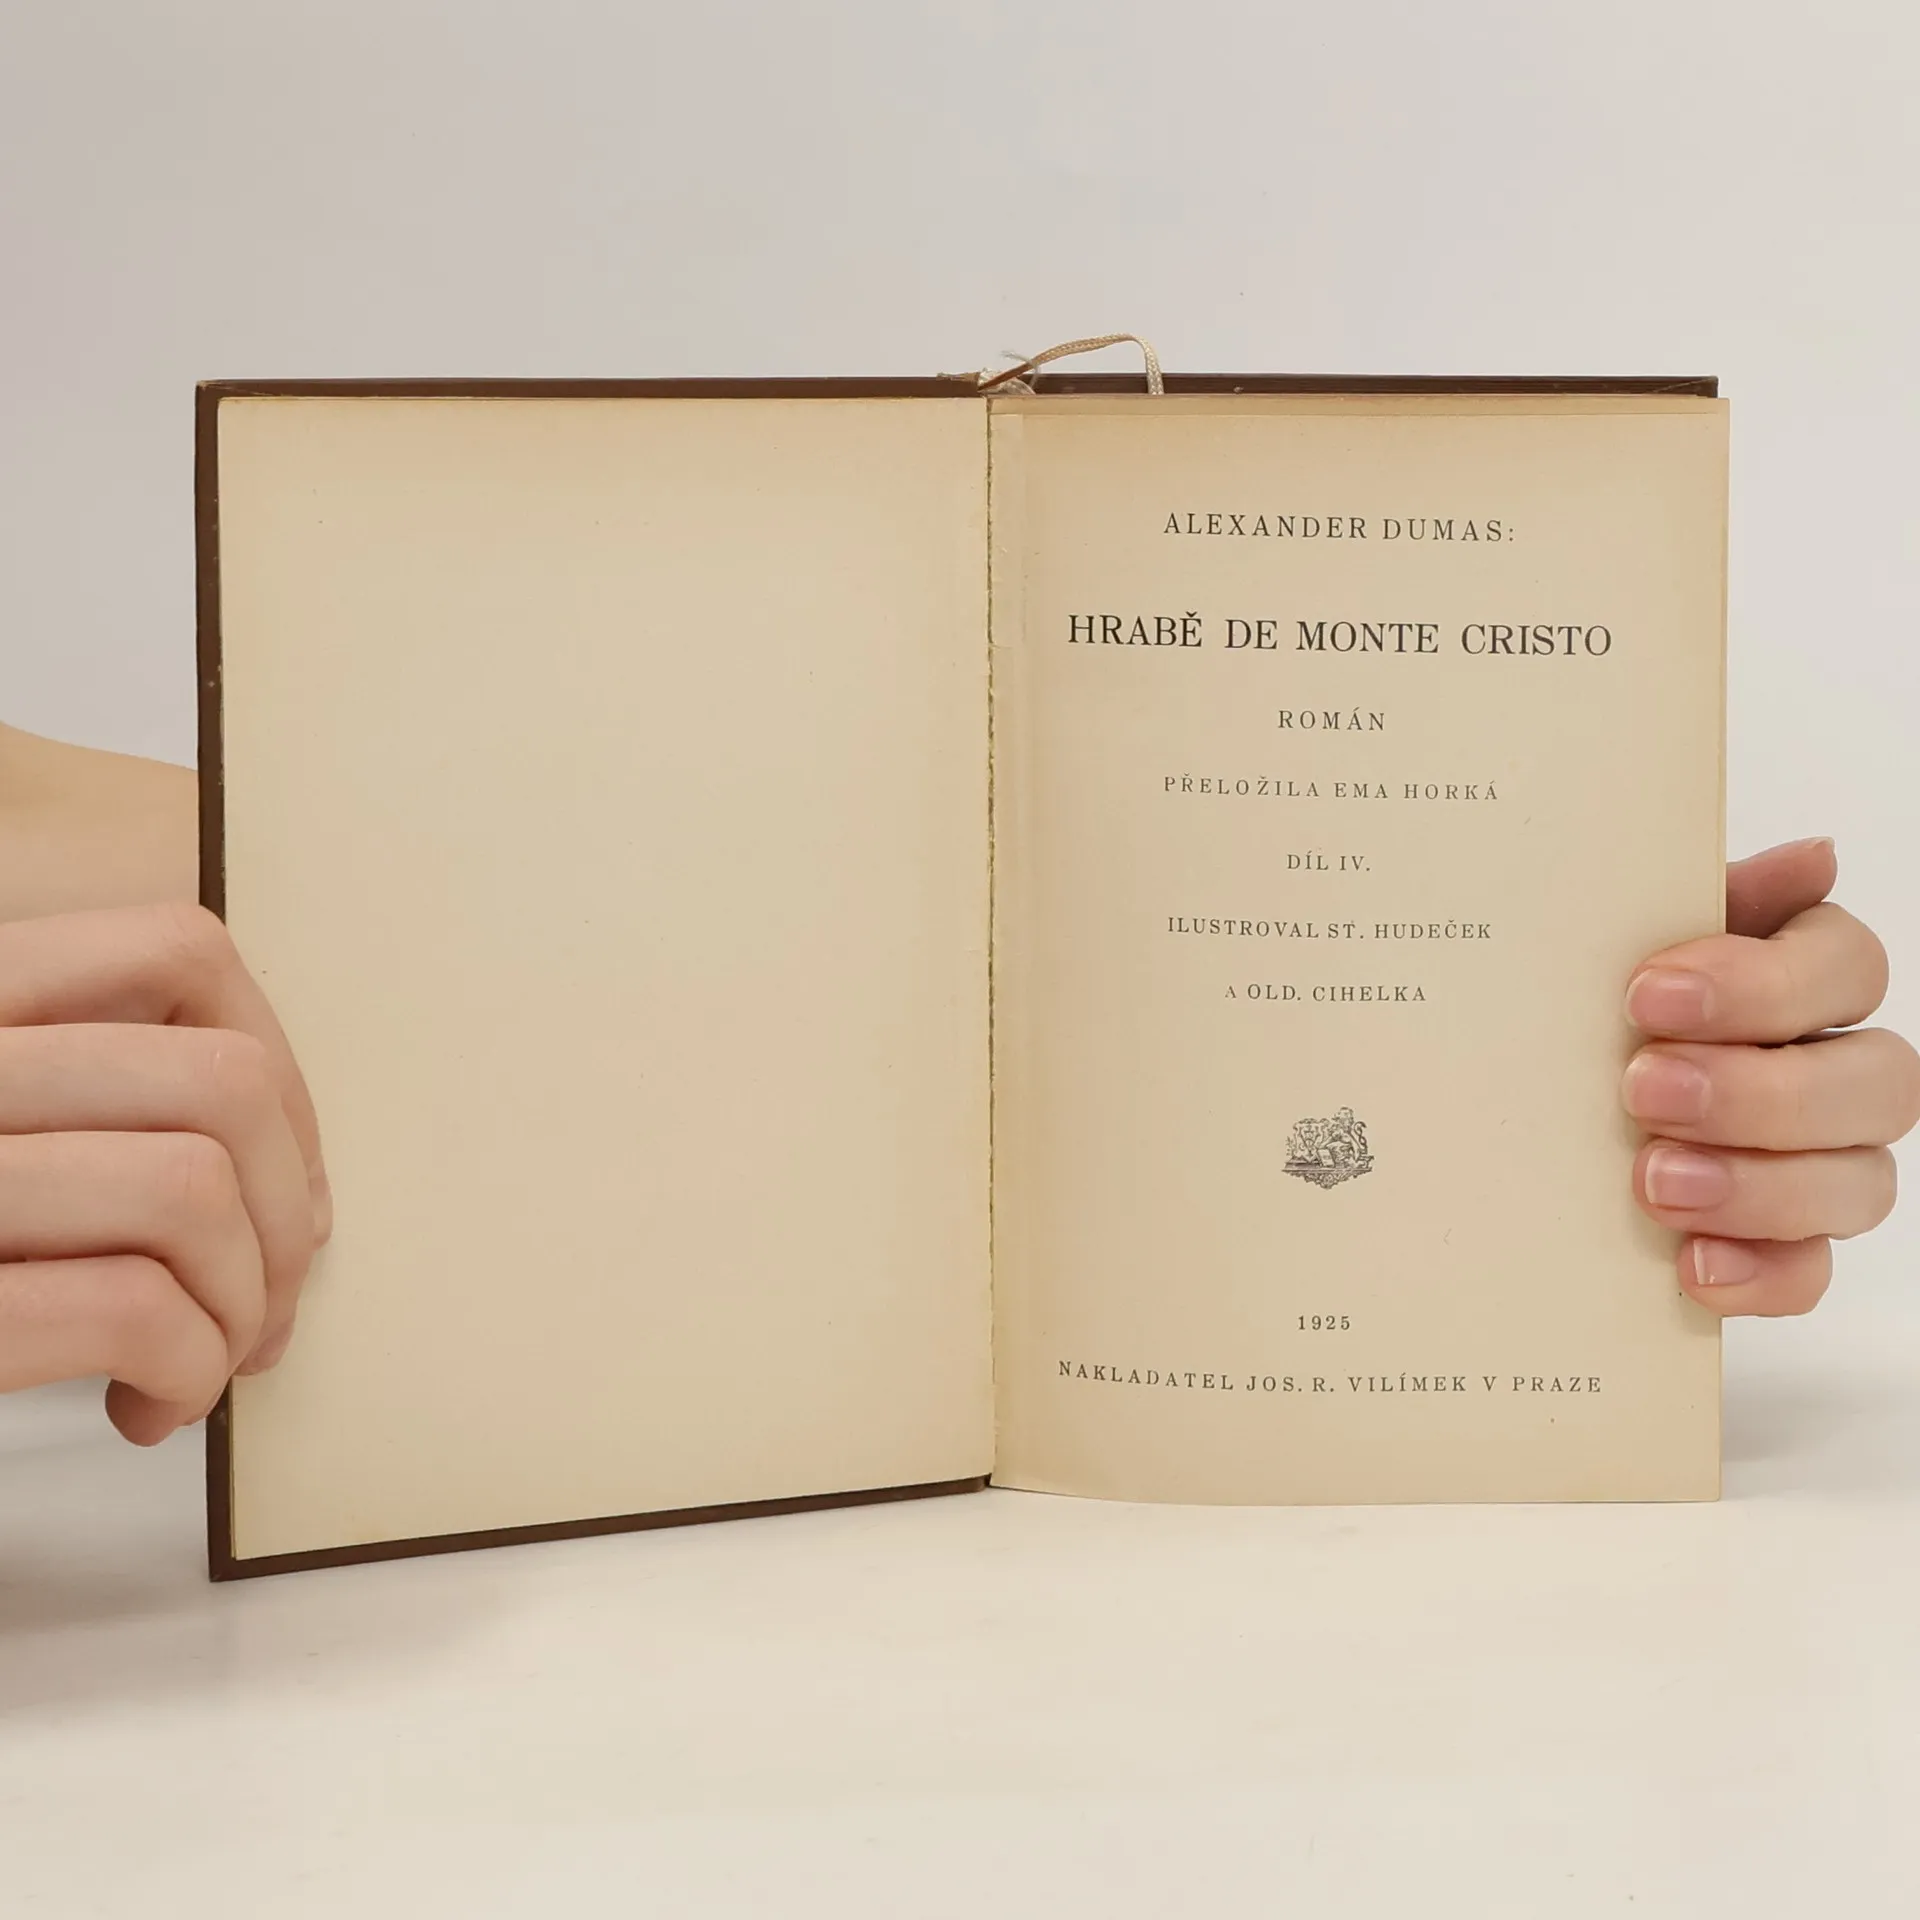 ALEXANDER DUMAS:
HRABĚ DE MONTE CRISTO
ROMÁN
PŘELOŽILA EMA HORKÁ
DÍL IV.
ILUSTROVAL ST. HUDEČEK
A OLD. CIHELKA
1925
NAKLADATEL JOS. R. VILÍMEK V PRAZE